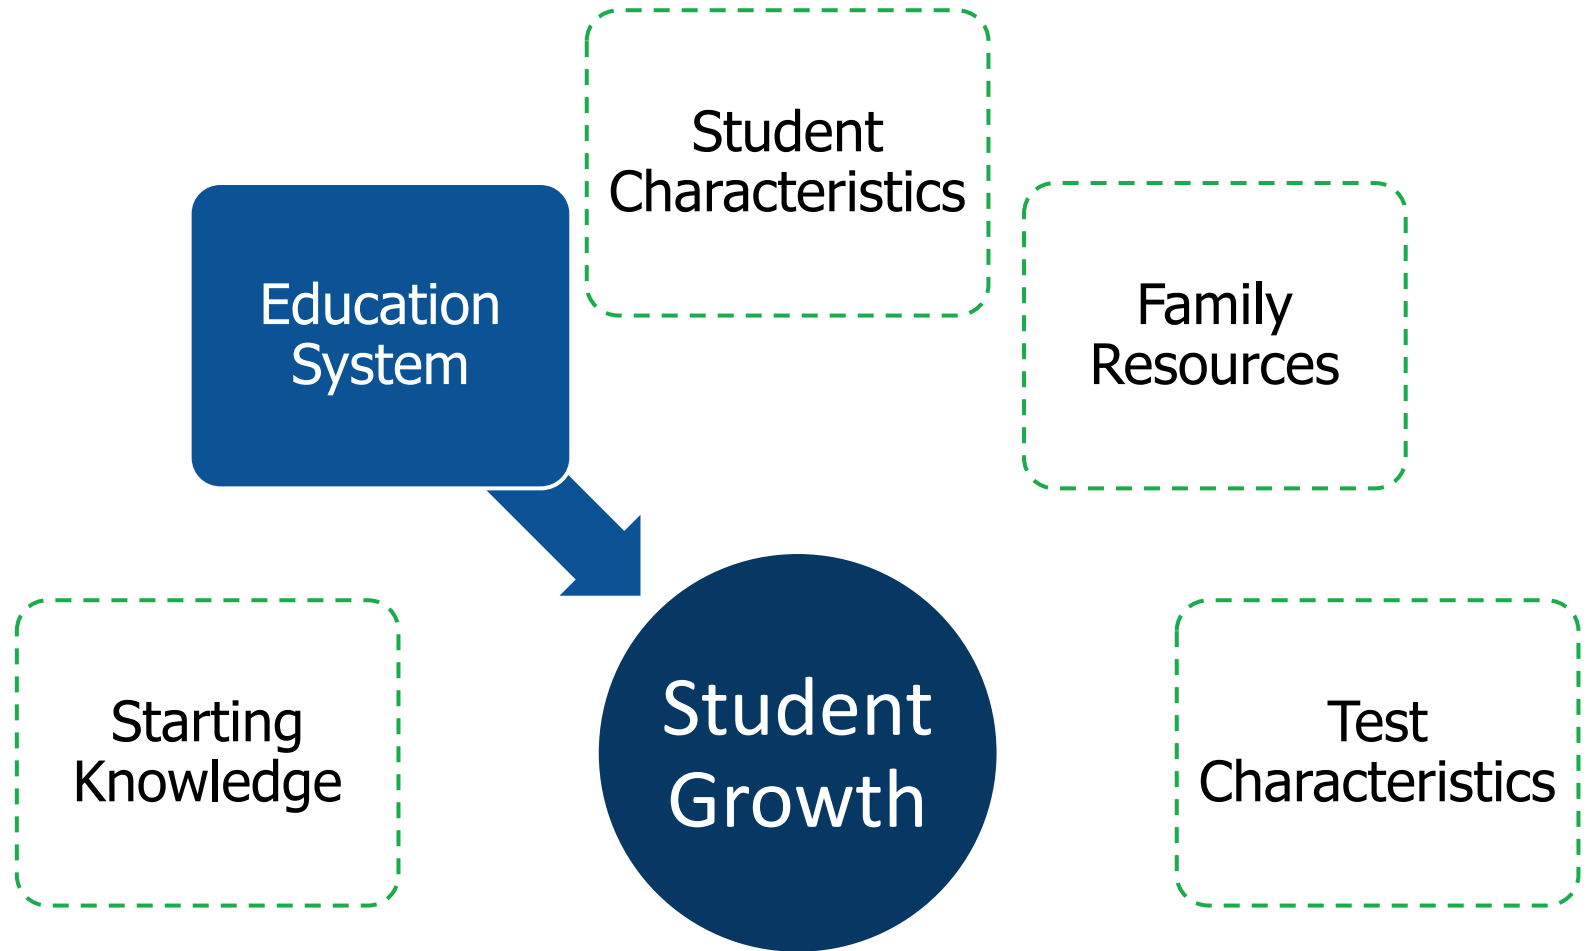 Student
Characteristics
Education
System
Family
Resources
Starting
Knowledge
Student
Growth
Test
Characteristics